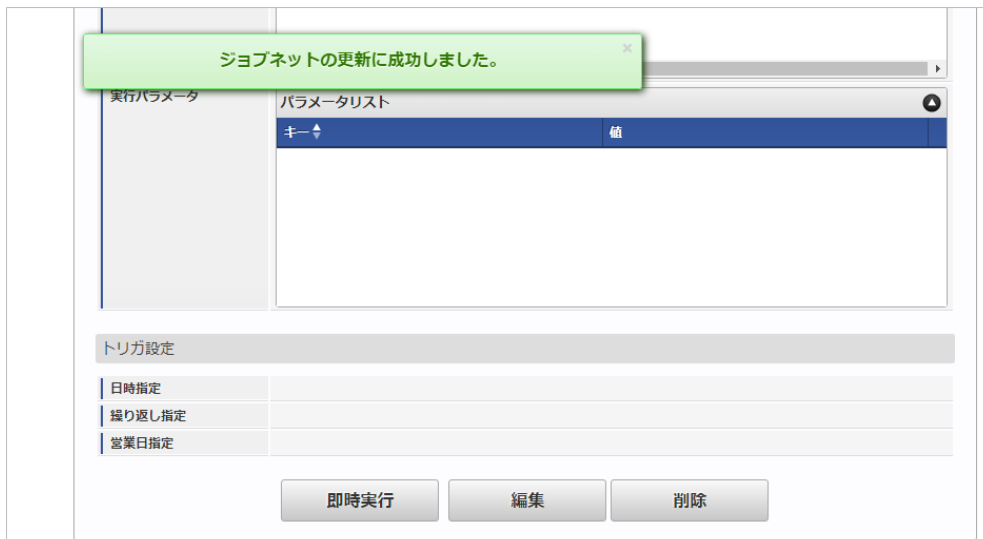 ジョブネットの更新に成功しました。
×
実行パラメータ
パラメータリスト
キー 値
トリガ設定
日時指定
繰り返し指定
営業日指定
即時実行 編集 削除